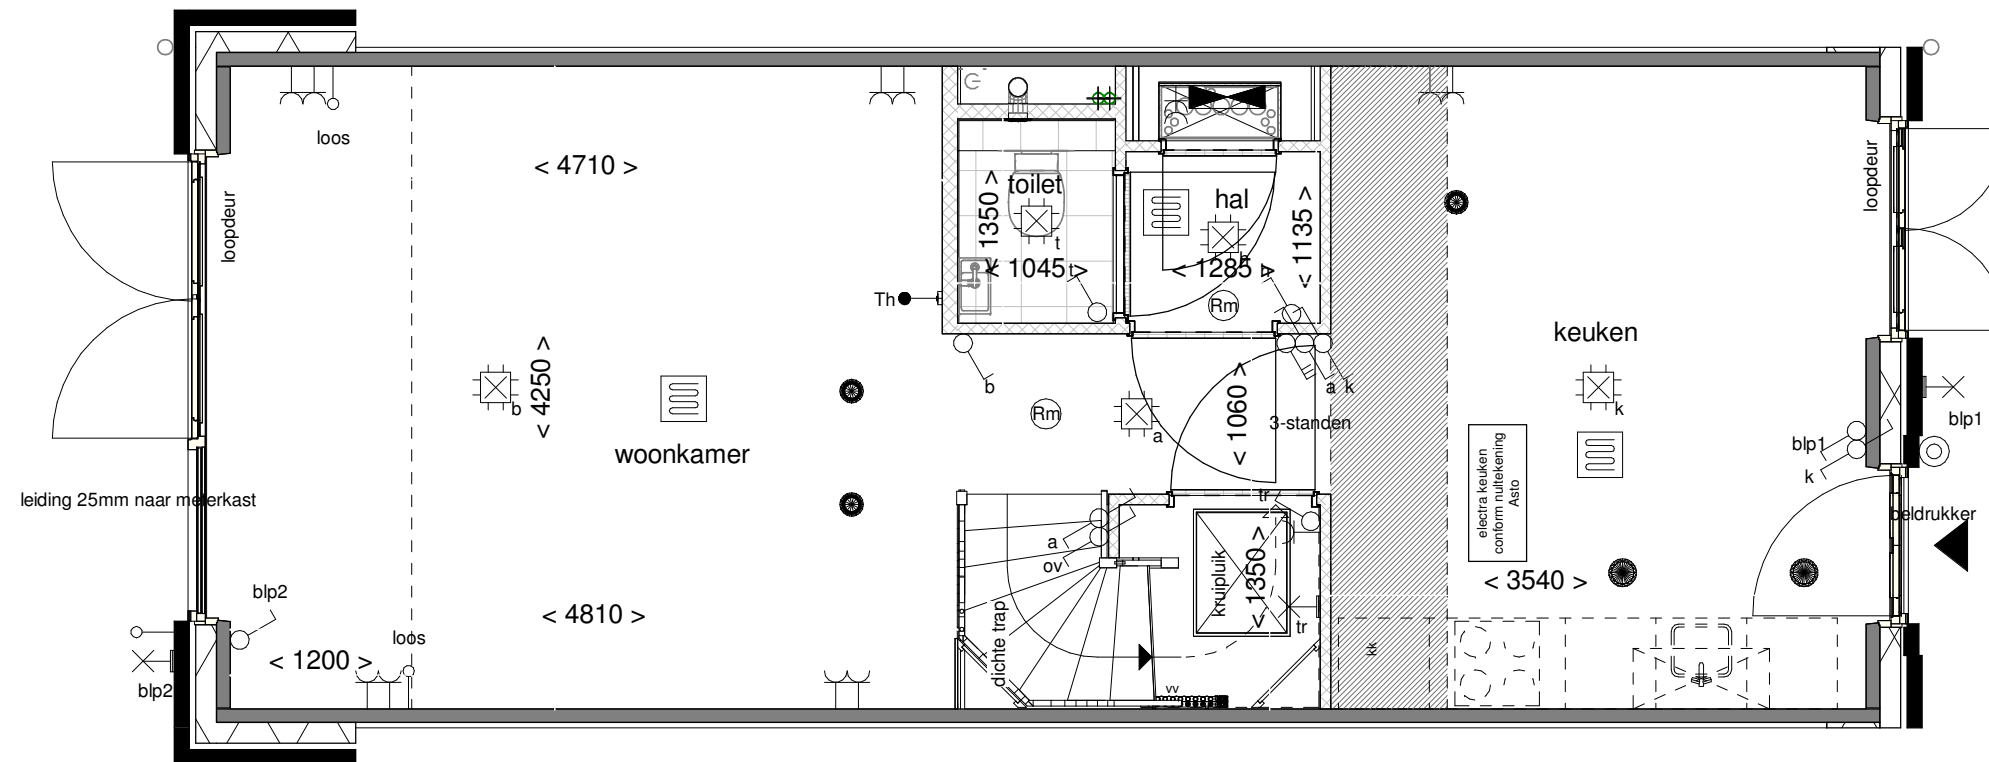 loos
loopdeur
< 4710 >
toilet
< 1350 >
t
< 1045 >
t
hal
h
< 1135 >
< 1285 >
h
Rm
loopdeur
Th
keuken
b
< 4250 >
b
Rm
a
< 1060 >
a
k
3-standen
k
blp1
blp1
k
woonkamer
electra keuken
conform nultekening
Asto
leiding 25mm naar meterkast
beldrukker
tr
a
ov
kruipluik
< 1350 >
tr
< 3540 >
blp2
dichte trap
< 4810 >
loos
< 1200 >
blp2
kk
vv